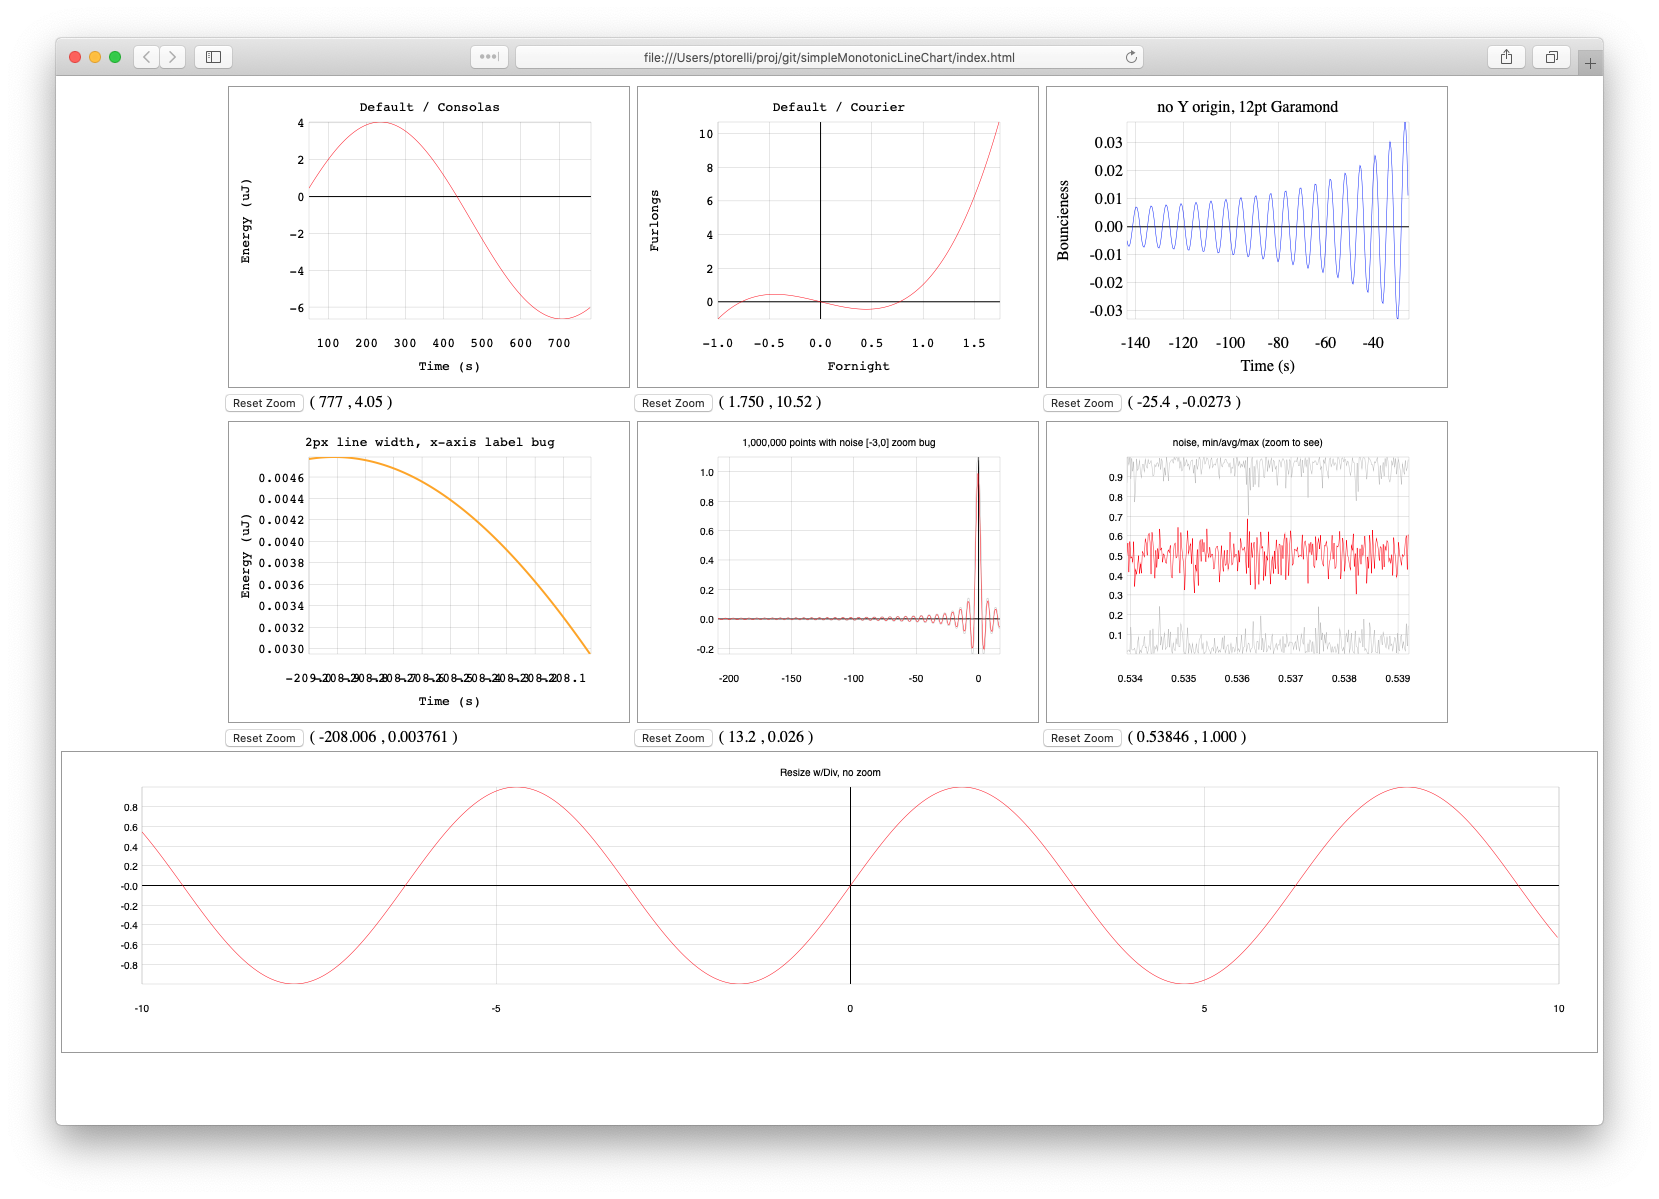 file:///Users/ptorelli/proj/git/simpleMonotonicLineChart/index.html
Default / Consolas
4
2
0
−2
−4
−6
Energy (uJ)
100 200 300 400 500 600 700
Time (s)
Reset Zoom ( 777 , 4.05 )
Default / Courier
10
8
6
4
2
0
Furlongs
−1.0 −0.5 0.0 0.5 1.0 1.5
Fornight
Reset Zoom ( 1.750 , 10.52 )
no Y origin, 12pt Garamond
0.03
0.02
0.01
0.00
-0.01
-0.02
-0.03
Bouncieness
-140 -120 -100 -80 -60 -40
Time (s)
Reset Zoom ( -25.4 , -0.0273 )
2px line width, x-axis label bug
0.0046
0.0044
0.0042
0.0040
0.0038
0.0036
0.0034
0.0032
0.0030
Energy (uJ)
Time (s)
Reset Zoom ( -208.006 , 0.003761 )
1,000,000 points with noise [-3,0] zoom bug
1.0
0.8
0.6
0.4
0.2
0.0
-0.2
-200 -150 -100 -50 0
Reset Zoom ( 13.2 , 0.026 )
noise, min/avg/max (zoom to see)
0.9
0.8
0.7
0.6
0.5
0.4
0.3
0.2
0.1
0.534 0.535 0.536 0.537 0.538 0.539
Reset Zoom ( 0.53846 , 1.000 )
Resize w/Div, no zoom
0.8
0.6
0.4
0.2
-0.0
-0.2
-0.4
-0.6
-0.8
-10 -5 0 5 10